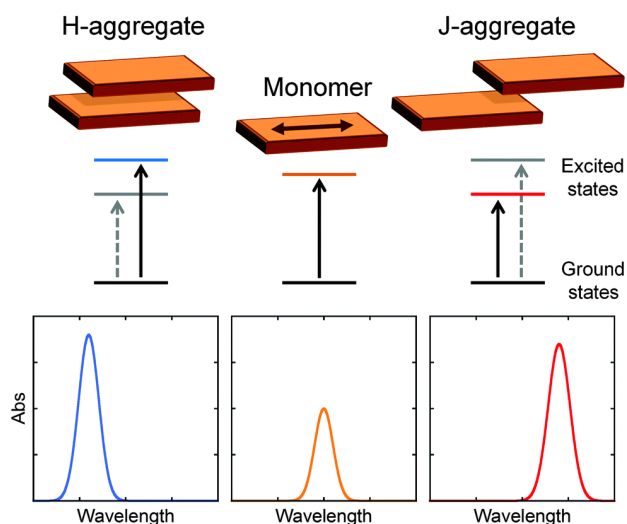 H-aggregate
Monomer
J-aggregate
Excited
states
Ground
states
Abs
Wavelength
Wavelength
Wavelength